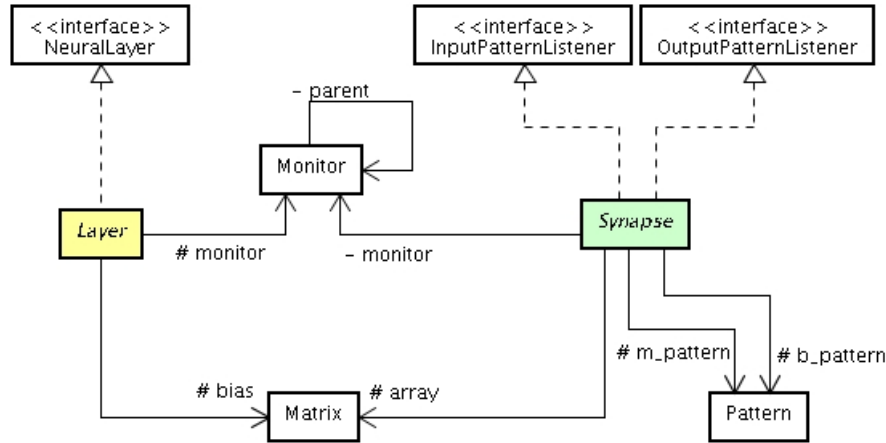 <<interface>>
NeuralLayer
<<interface>>
InputPatternListener
<<interface>>
OutputPatternListener
- parent
Monitor
Layer
Synapse
# monitor
- monitor
# m_pattern
# b_pattern
# bias
# array
Matrix
Pattern